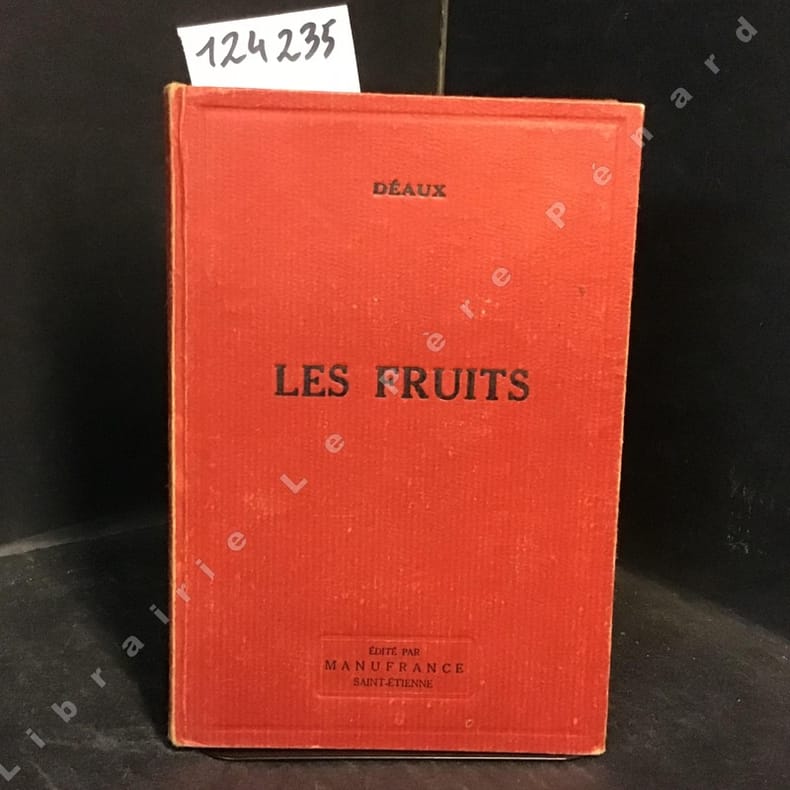 124235
DÉAUX
LES FRUITS
ÉDITÉ PAR
MANUFRANCE
SAINT-ÉTIENNE
Librairie Le Père Pénard